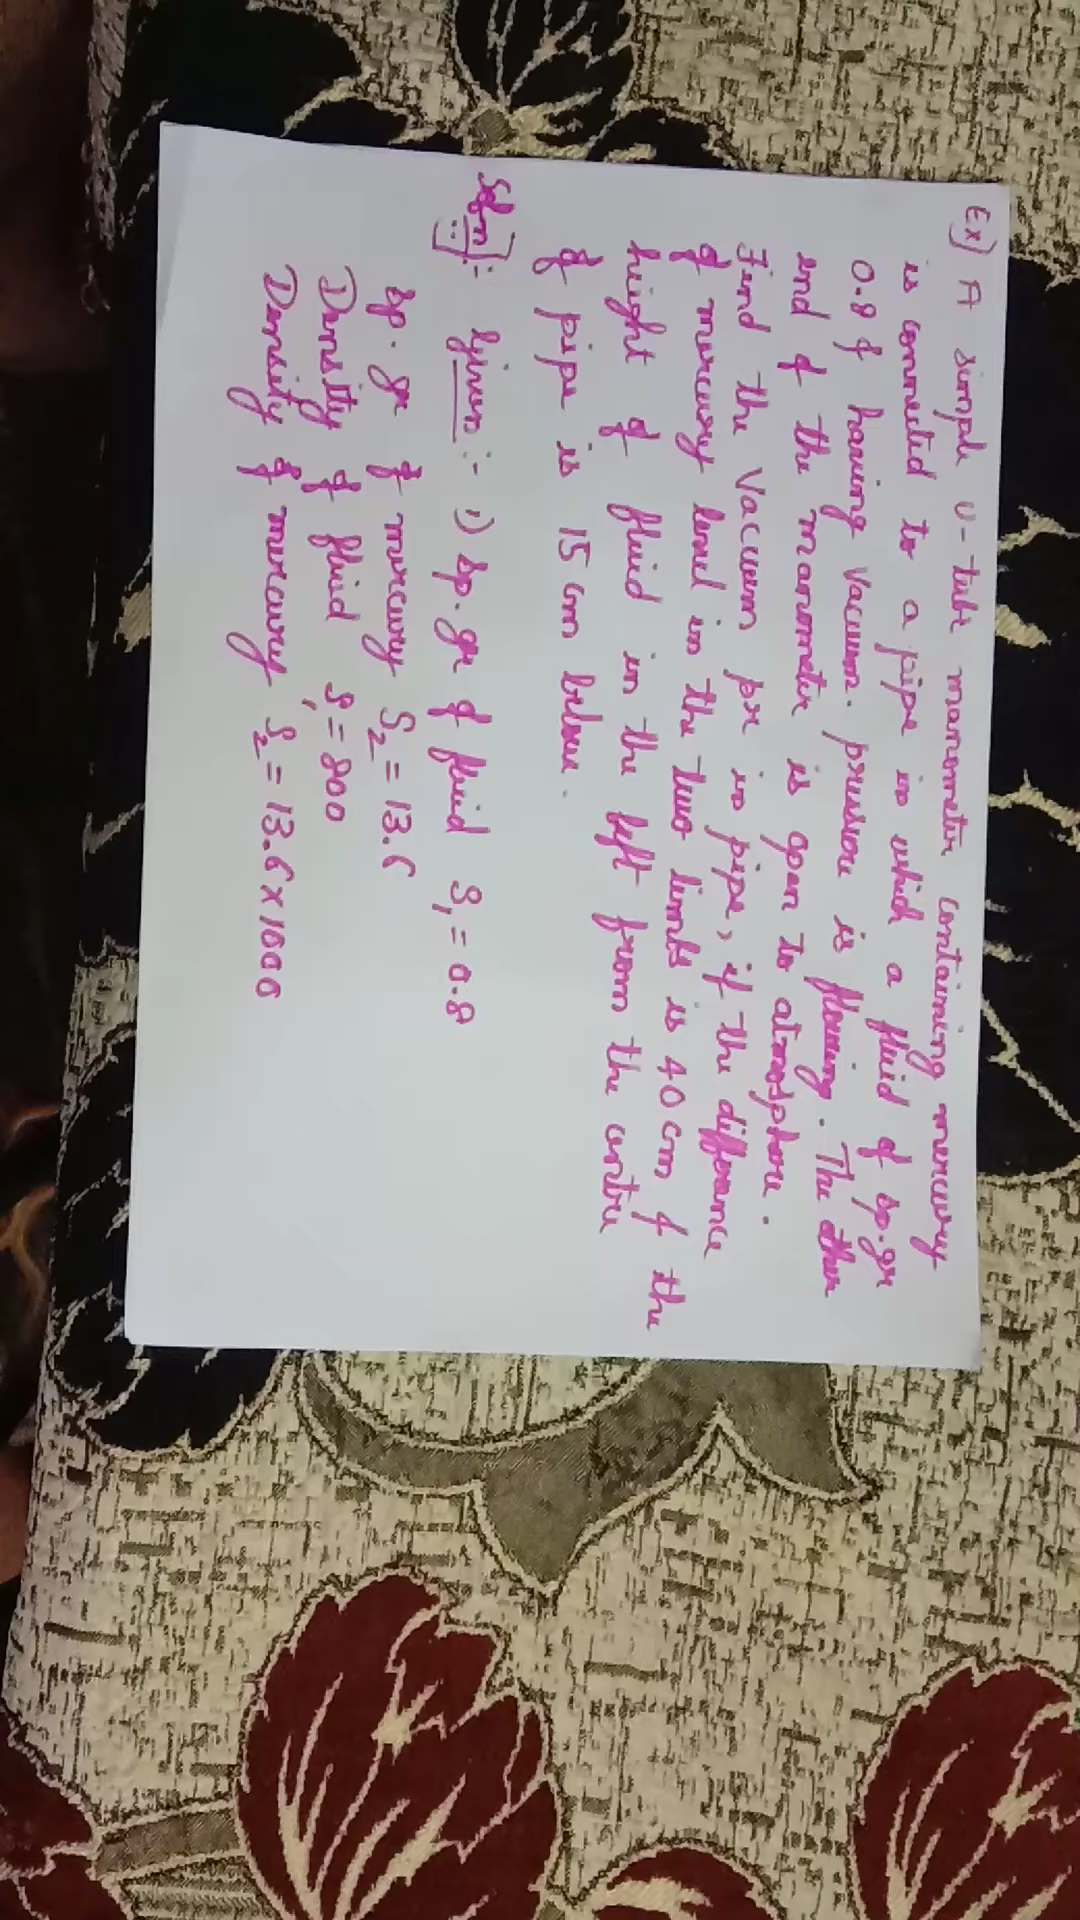 Ex) A simple U-tube manometer containing mercury
is connected to a pipe in which a fluid of sp.gr
0.8 & having vacuum pressure is flowing. The other
end of the manometer is open to atmosphere.
Find the vacuum pr in pipe, if the difference
of mercury level in the two limbs is 40 cm & the
height of fluid in the left from the centre
of pipe is 15 cm below.
Soln :- given :- 1) sp. gr of fluid S1 = 0.8
sp. gr of mercury S2 = 13.6
Density of fluid ρ1 = 800
Density of mercury ρ2 = 13.6 × 1000